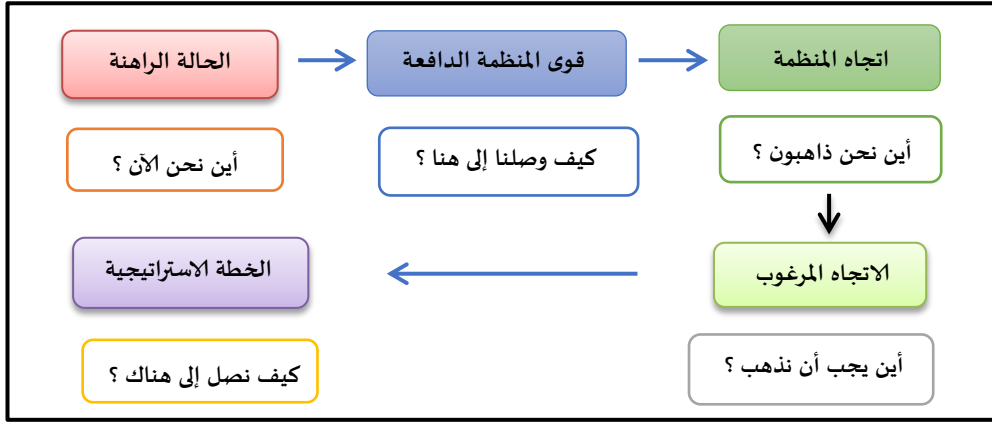 الحالة الراهنة
قوى المنظمة الدافعة
اتجاه المنظمة
أين نحن الآن ؟
كيف وصلنا إلى هنا ؟
أين نحن ذاهبون ؟
الاتجاه المرغوب
الخطة الاستراتيجية
أين يجب أن نذهب ؟
كيف نصل إلى هناك ؟